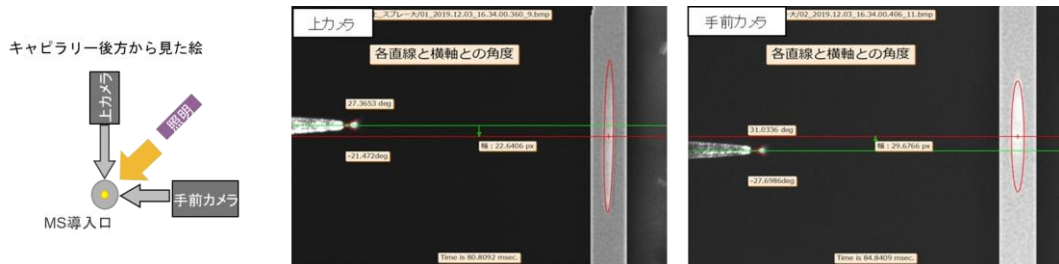 キャピラリー後方から見た絵
上カメラ
照明
手前カメラ
MS導入口
上カメラ
スプレー大/01_2019.12.03_16.34.00.360_9.bmp
各直線と横軸との角度
27.3653 deg
幅：22.6406 px
-21.472deg
Time is 80.8092 msec.
手前カメラ
大/02_2019.12.03_16.34.00.406_11.bmp
各直線と横軸との角度
31.0336 deg
幅：29.6766 px
-27.6986deg
Time is 84.8409 msec.